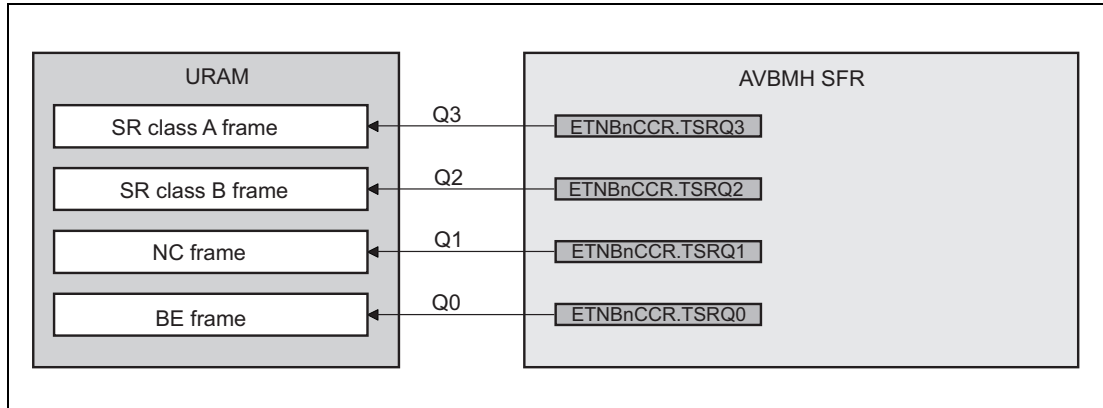 URAM
AVBMH SFR
SR class A frame
Q3
ETNBnCCR.TSRQ3
SR class B frame
Q2
ETNBnCCR.TSRQ2
NC frame
Q1
ETNBnCCR.TSRQ1
BE frame
Q0
ETNBnCCR.TSRQ0